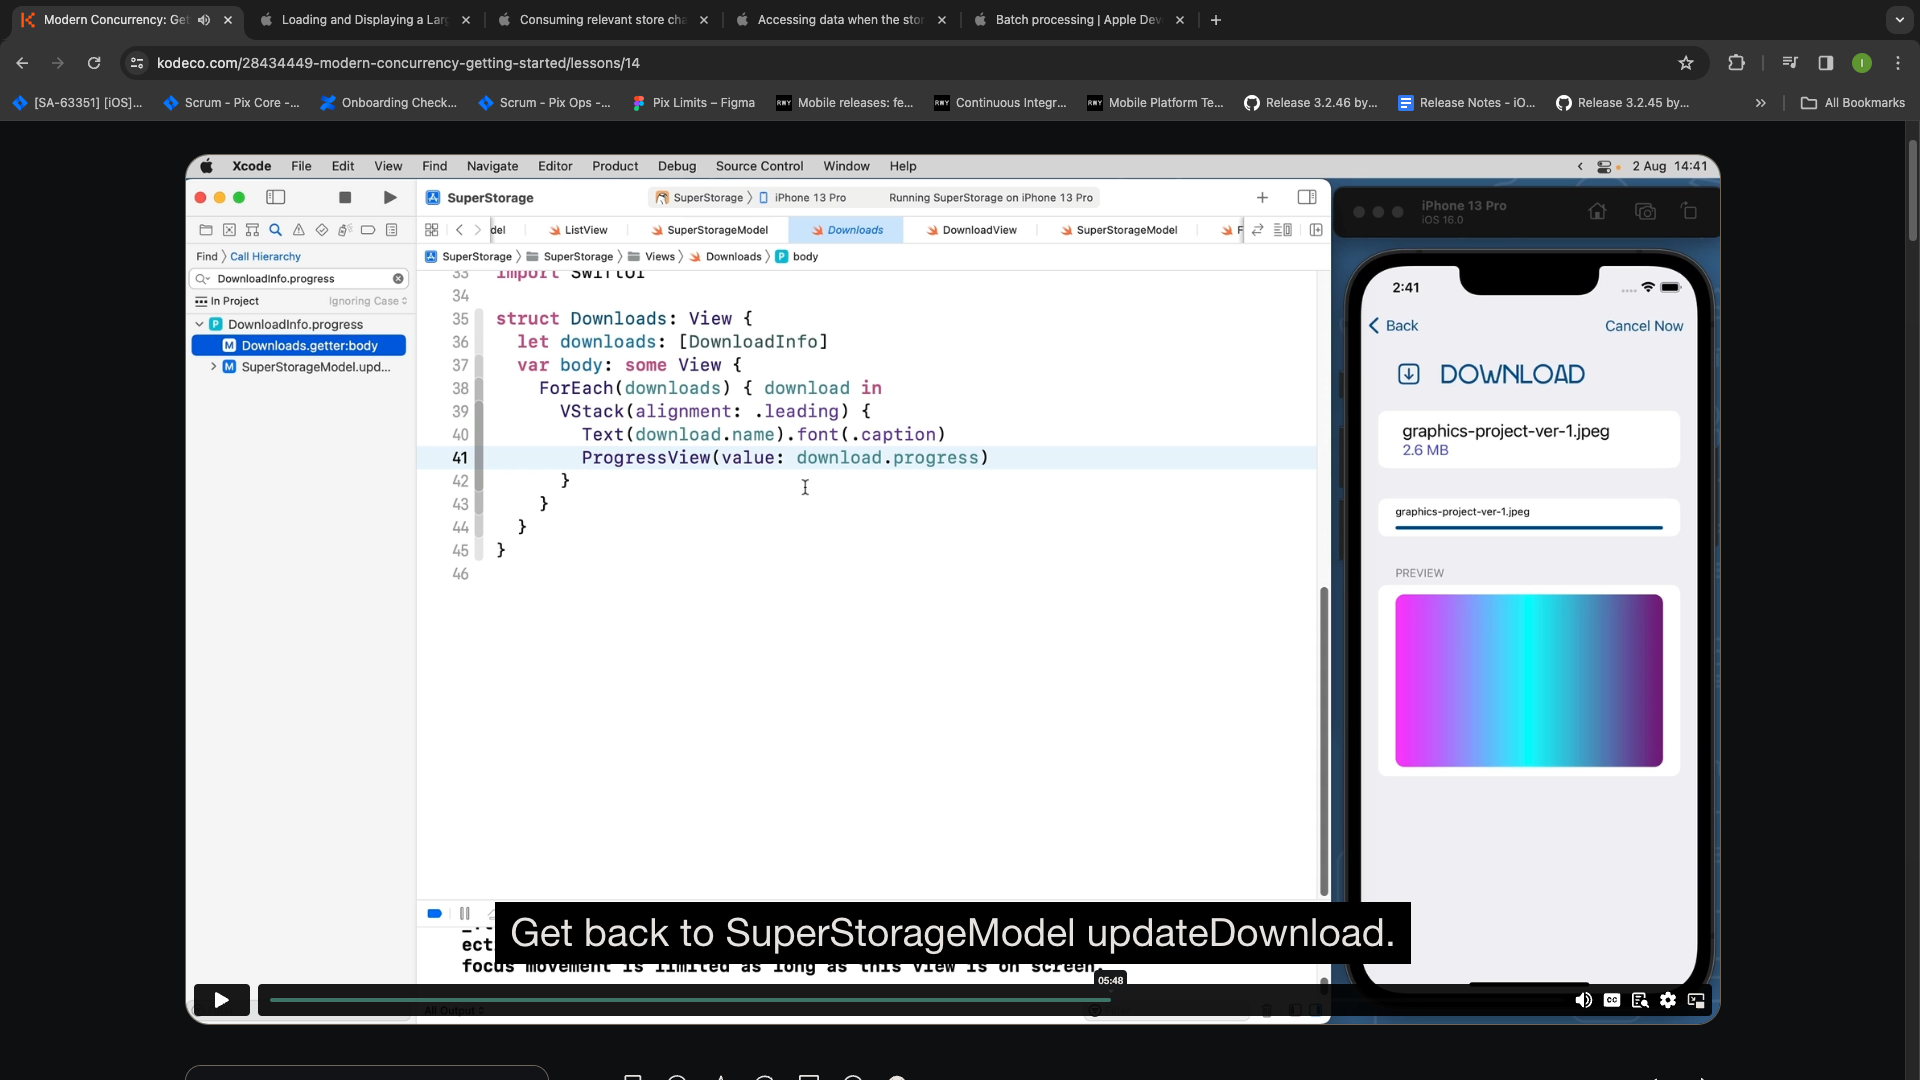 Modern Concurrency: Get
Loading and Displaying a Lar
Consuming relevant store cha
Accessing data when the stor
Batch processing | Apple Dev
kodeco.com/28434449-modern-concurrency-getting-started/lessons/14
[SA-63351] [iOS]...
Scrum - Pix Core -...
Onboarding Check...
Scrum - Pix Ops -...
Pix Limits – Figma
Mobile releases: fe...
Continuous Integr...
Mobile Platform Te...
Release 3.2.46 by...
Release Notes - iO...
Release 3.2.45 by...
All Bookmarks
Xcode File Edit View Find Navigate Editor Product Debug Source Control Window Help
2 Aug 14:41
SuperStorage
SuperStorage 〉 iPhone 13 Pro
Running SuperStorage on iPhone 13 Pro
del
ListView
SuperStorageModel
Downloads
DownloadView
SuperStorageModel
F
Find 〉 Call Hierarchy
SuperStorage 〉 SuperStorage 〉 Views 〉 Downloads 〉 P body
DownloadInfo.progress
In Project
Ignoring Case
P DownloadInfo.progress
M Downloads.getter:body
M SuperStorageModel.upd...
33 import SwiftUI
34
35 struct Downloads: View {
36 let downloads: [DownloadInfo]
37 var body: some View {
38 ForEach(downloads) { download in
39 VStack(alignment: .leading) {
40 Text(download.name).font(.caption)
41 ProgressView(value: download.progress)
42 }
43 }
44 }
45 }
46
iPhone 13 Pro
iOS 16.0
2:41
Back
Cancel Now
DOWNLOAD
graphics-project-ver-1.jpeg
2.6 MB
graphics-project-ver-1.jpeg
PREVIEW
Get back to SuperStorageModel updateDownload.
ect
focus movement is limited as long as this view is on screen.
05:48
All Output
CC